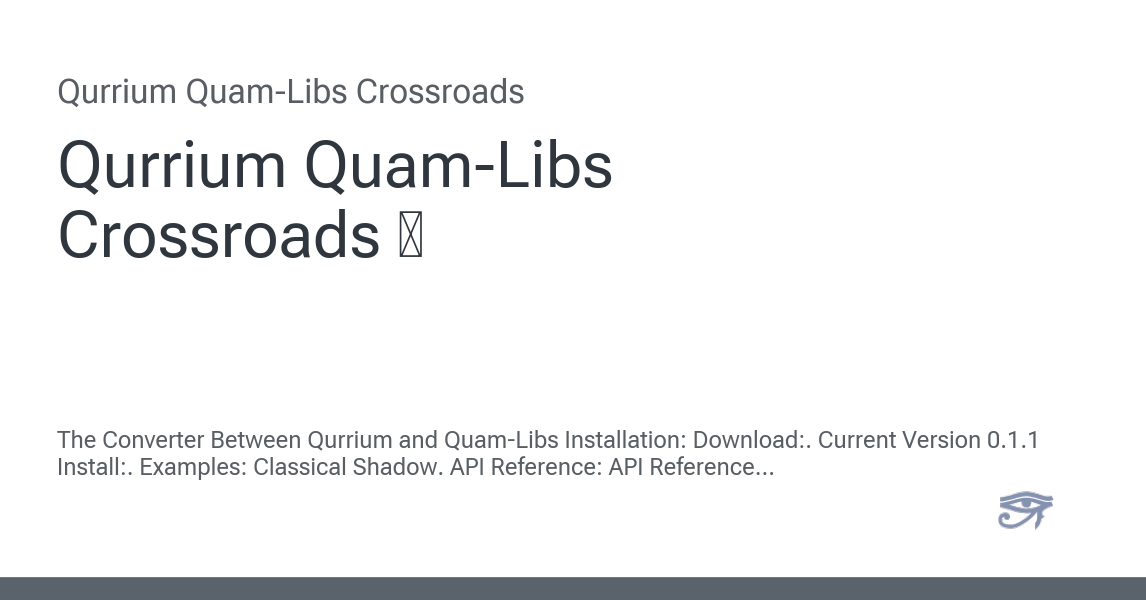 Qurrium Quam-Libs Crossroads
Qurrium Quam-Libs
Crossroads
The Converter Between Qurrium and Quam-Libs Installation: Download:. Current Version 0.1.1
Install:. Examples: Classical Shadow. API Reference: API Reference...